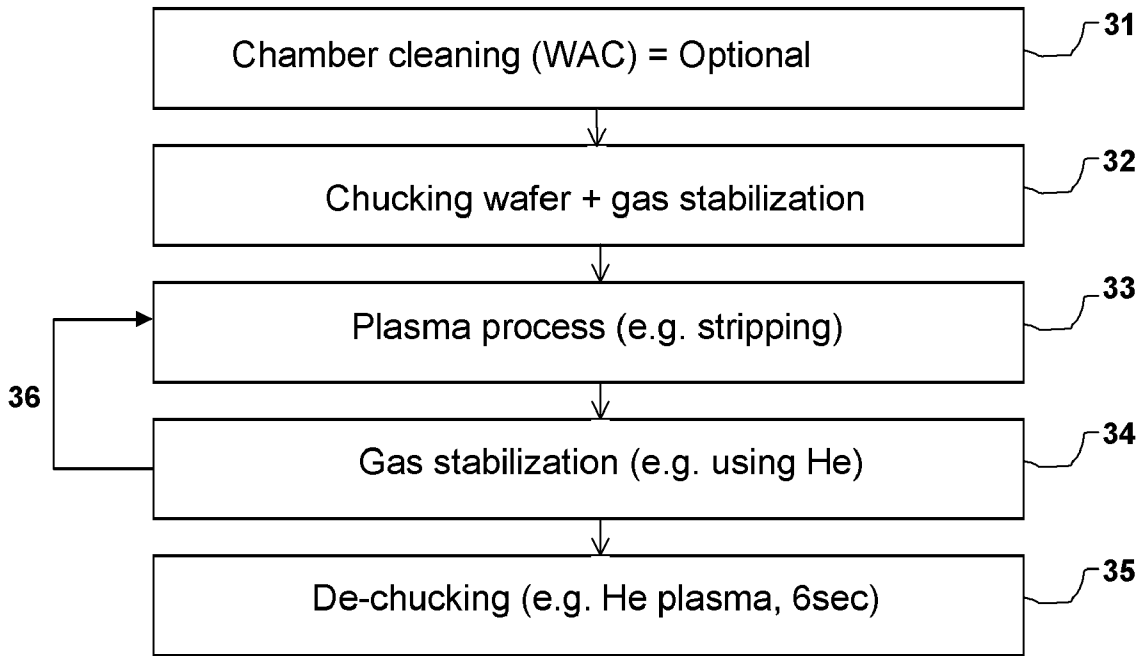 Chamber cleaning (WAC) = Optional
31
Chucking wafer + gas stabilization
32
Plasma process (e.g. stripping)
33
36
Gas stabilization (e.g. using He)
34
De-chucking (e.g. He plasma, 6sec)
35